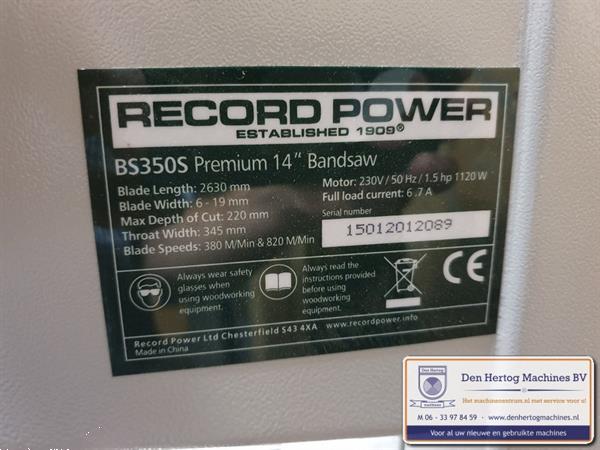 RECORD POWER
ESTABLISHED 1909®
BS350S Premium 14" Bandsaw
Blade Length: 2630 mm
Blade Width: 6 - 19 mm
Max Depth of Cut: 220 mm
Throat Width: 345 mm
Blade Speeds: 380 M/Min & 820 M/Min
Motor: 230V / 50 Hz / 1.5 hp 1120 W
Full load current: 6.7 A
Serial number
15012012089
Always wear safety
glasses when
using woodworking
equipment.
Always read the
instructions provided
before using
woodworking
equipment.
CE
Record Power Ltd Chesterfield S43 4XA
www.recordpower.info
Made in China
Den Hertog Machines BV
Het machinecentrum.nl met service voor u!
M 06 - 33 97 84 59 - www.denhertogmachines.nl
Voor al uw nieuwe en gebruikte machines